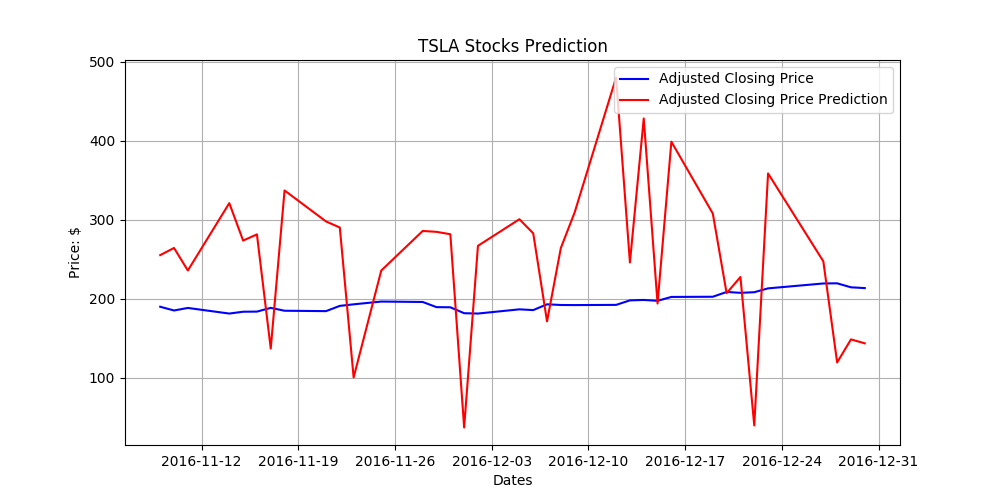 TSLA Stocks Prediction
Adjusted Closing Price
Adjusted Closing Price Prediction
Price: $
500
400
300
200
100
2016-11-12 2016-11-19 2016-11-26 2016-12-03 2016-12-10 2016-12-17 2016-12-24 2016-12-31
Dates